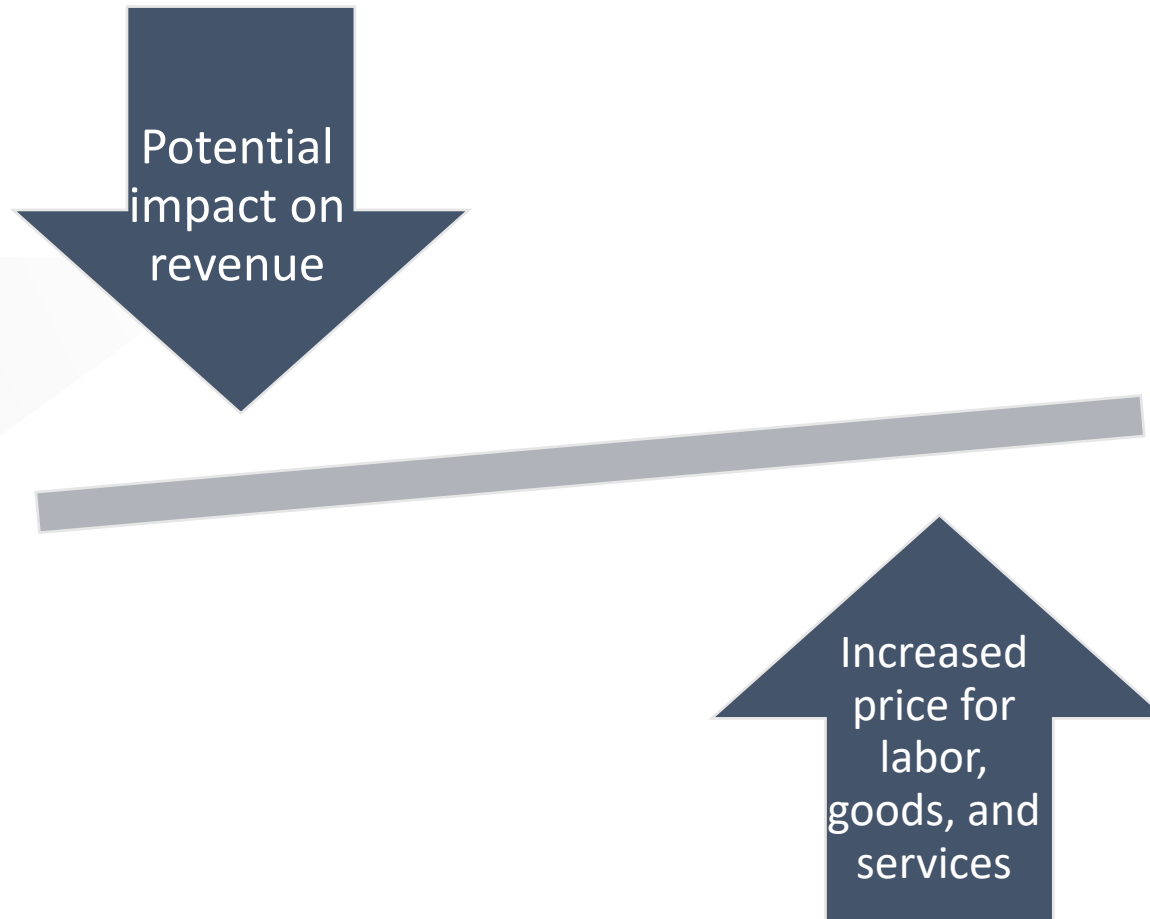 Potential
impact on
revenue
Increased
price for
labor,
goods, and
services